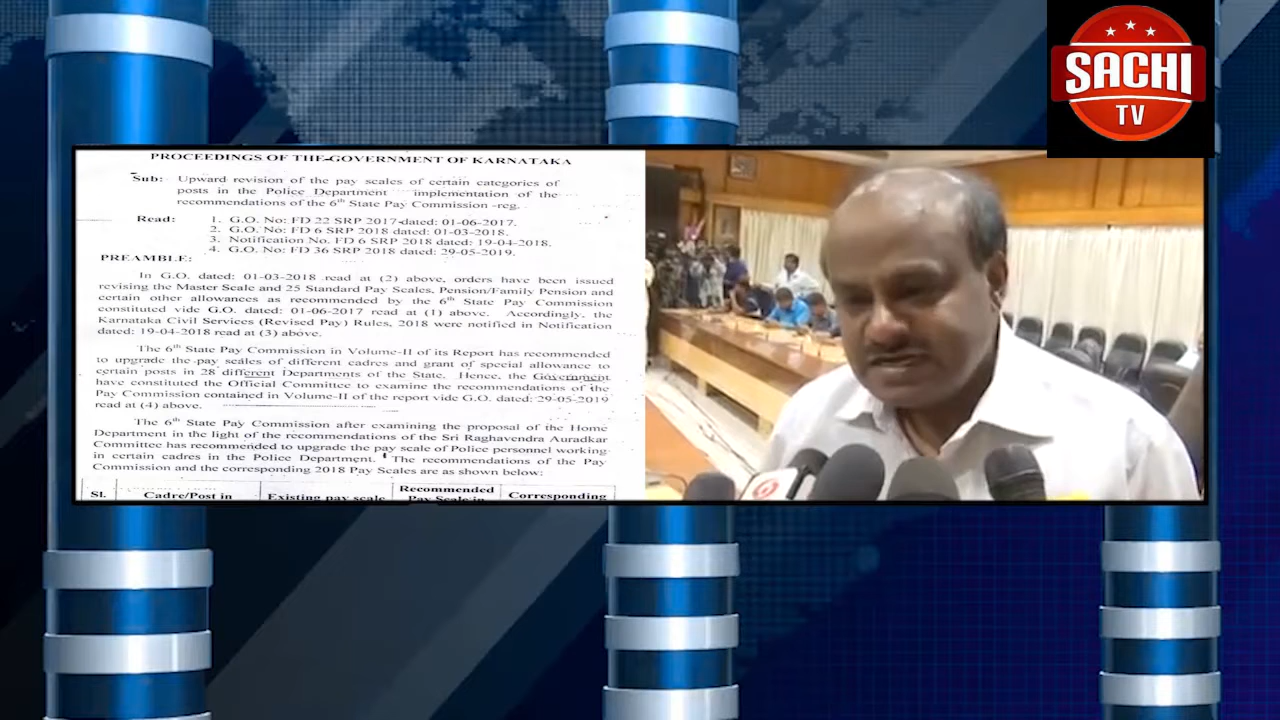 SACHI
TV
PROCEEDINGS OF THE GOVERNMENT OF KARNATAKA
Sub: Upward revision of the pay scales of certain categories of
posts in the Police Department implementation of the
recommendations of the 6th State Pay Commission -reg.
Read: 1. G.O. No: FD 22 SRP 2017 dated: 01-06-2017.
2. G.O. No: FD 6 SRP 2018 dated: 01-03-2018.
3. Notification No. FD 6 SRP 2018 dated: 19-04-2018.
4. G.O. No: FD 36 SRP 2018 dated: 29-05-2019.
PREAMBLE:
In G.O. dated: 01-03-2018 read at (2) above, orders have been issued
revising the Master Scale and 25 Standard Pay Scales, Pension/Family Pension and
certain other allowances as recommended by the 6th State Pay Commission
constituted vide G.O. dated: 01-06-2017 read at (1) above. Accordingly, the
Karnataka Civil Services (Revised Pay) Rules, 2018 were notified in Notification
dated: 19-04-2018 read at (3) above.
The 6th State Pay Commission in Volume-II of its Report has recommended
to upgrade the pay scales of different cadres and grant of special allowance to
certain posts in 28 different Departments of the State. Hence, the Government
have constituted the Official Committee to examine the recommendations of the
Pay Commission contained in Volume-II of the report vide G.O. dated: 29-05-2019
read at (4) above.
The 6th State Pay Commission after examining the proposal of the Home
Department in the light of the recommendations of the Sri Raghavendra Auradkar
Committee has recommended to upgrade the pay scale of Police personnel working
in certain cadres in the Police Department. The recommendations of the Pay
Commission and the corresponding 2018 Pay Scales are as shown below:
Sl. Cadre/Post in Existing pay scale Recommended Corresponding
Pay Scale in